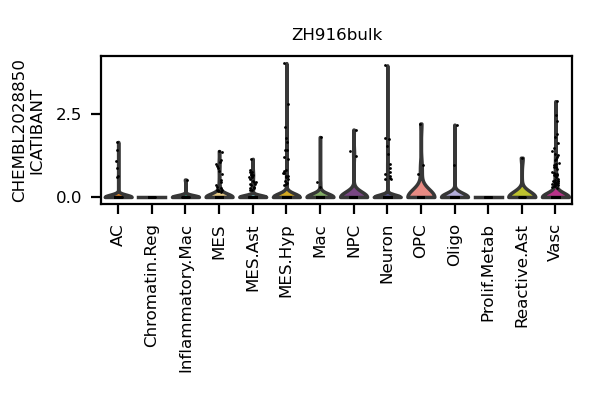 ZH916bulk
CHEMBL2028850
ICATIBANT
2.5
0.0
AC
Chromatin.Reg
Inflammatory.Mac
MES
MES.Ast
MES.Hyp
Mac
NPC
Neuron
OPC
Oligo
Prolif.Metab
Reactive.Ast
Vasc